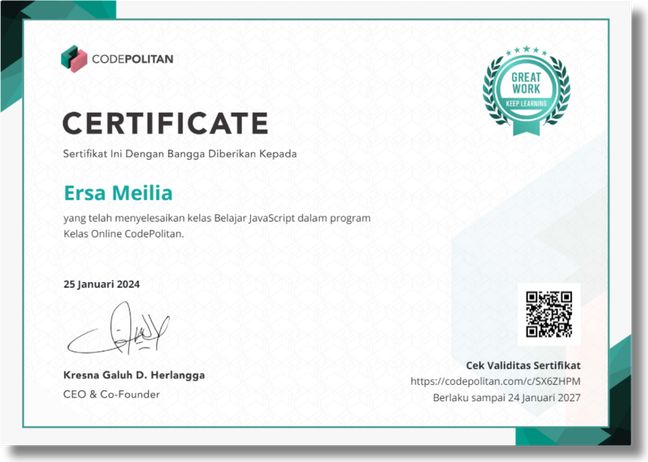 CODEPOLITAN
GREAT
WORK
KEEP LEARNING
CERTIFICATE
Sertifikat Ini Dengan Bangga Diberikan Kepada
Ersa Meilia
yang telah menyelesaikan kelas Belajar JavaScript dalam program
Kelas Online CodePolitan.
25 Januari 2024
Kresna Galuh D. Herlangga
CEO & Co-Founder
Cek Validitas Sertifikat
https://codepolitan.com/c/SX6ZHPM
Berlaku sampai 24 Januari 2027